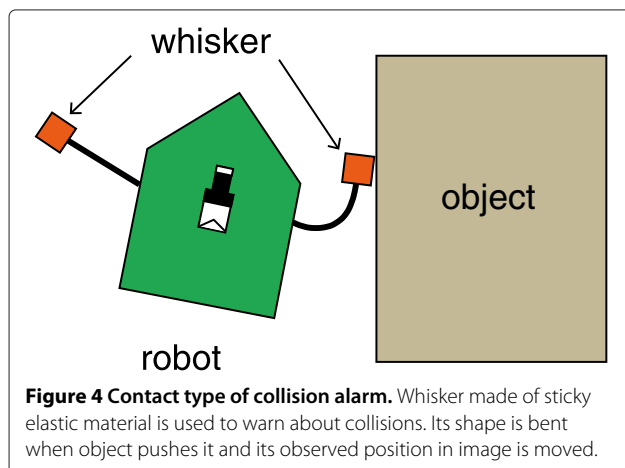 whisker
object
robot
Figure 4 Contact type of collision alarm. Whisker made of sticky
elastic material is used to warn about collisions. Its shape is bent
when object pushes it and its observed position in image is moved.